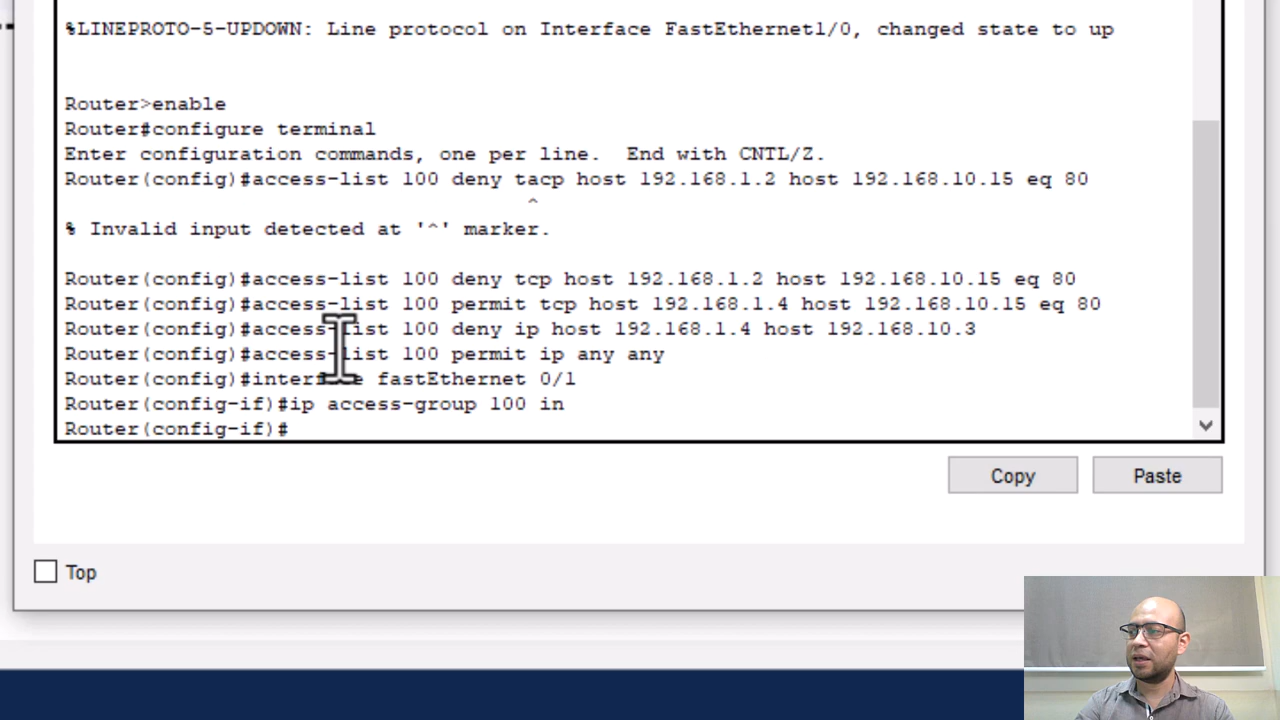 %LINEPROTO-5-UPDOWN: Line protocol on Interface FastEthernet1/0, changed state to up
Router>enable
Router#configure terminal
Enter configuration commands, one per line.  End with CNTL/Z.
Router(config)#access-list 100 deny tacp host 192.168.1.2 host 192.168.10.15 eq 80
^
% Invalid input detected at '^' marker.
Router(config)#access-list 100 deny tcp host 192.168.1.2 host 192.168.10.15 eq 80
Router(config)#access-list 100 permit tcp host 192.168.1.4 host 192.168.10.15 eq 80
Router(config)#access-list 100 deny ip host 192.168.1.4 host 192.168.10.3
Router(config)#access-list 100 permit ip any any
Router(config)#interface fastEthernet 0/1
Router(config-if)#ip access-group 100 in
Router(config-if)#
Copy
Paste
Top